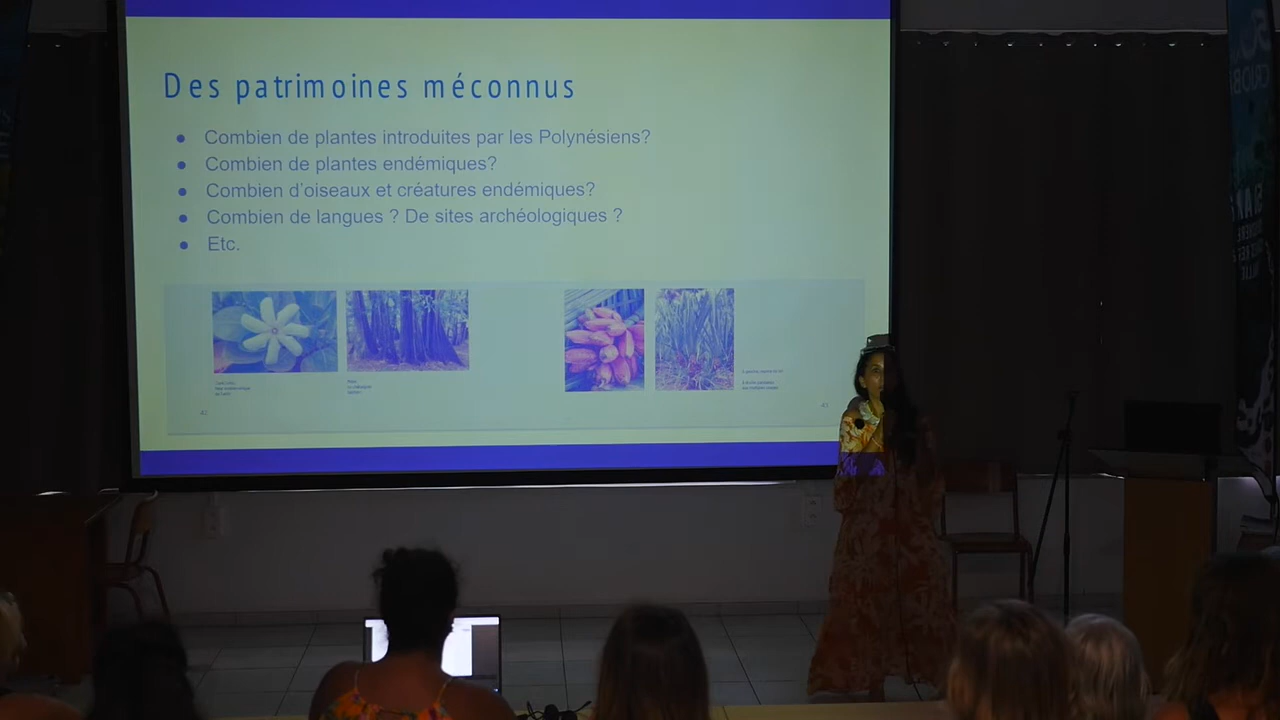 Des patrimoines méconnus
● Combien de plantes introduites par les Polynésiens?
● Combien de plantes endémiques?
● Combien d'oiseaux et créatures endémiques?
● Combien de langues ? De sites archéologiques ?
● Etc.